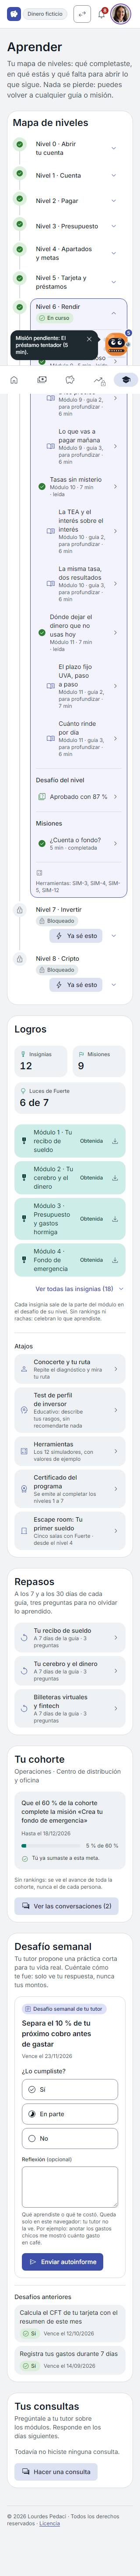 Dinero ficticio
8
Aprender
Tu mapa de niveles: qué completaste,
en qué estás y qué falta para abrir lo
que sigue. Nada se pierde: puedes
volver a cualquier guía o misión.
Mapa de niveles
Nivel 0 · Abrir
tu cuenta
Nivel 1 · Cuenta
Nivel 2 · Pagar
Nivel 3 · Presupuesto
Nivel 4 · Apartados
y metas
Nivel 5 · Tarjeta y
préstamos
Nivel 6 · Rendir
En curso
Misión pendiente: El
préstamo tentador (5
min).
5
Módulo 9 · guía 2,
para profundizar ·
6 min
Lo que vas a
pagar mañana
Módulo 9 · guía 3,
para profundizar ·
6 min
Tasas sin misterio
Módulo 10 · 7 min
· leída
La TEA y el
interés sobre el
interés
Módulo 10 · guía 2,
para profundizar ·
6 min
La misma tasa,
dos resultados
Módulo 10 · guía 3,
para profundizar ·
6 min
Dónde dejar el
dinero que no
usas hoy
Módulo 11 · 7 min
· leída
El plazo fijo
UVA, paso
a paso
Módulo 11 · guía 2,
para profundizar ·
7 min
Cuánto rinde
por día
Módulo 11 · guía 3,
para profundizar ·
6 min
Desafío del nivel
Aprobado con 87 %
Misiones
¿Cuenta o fondo?
5 min · completada
Herramientas: SIM-3, SIM-4, SIM-
5, SIM-12
Nivel 7 · Invertir
Bloqueado
Ya sé esto
Nivel 8 · Cripto
Bloqueado
Ya sé esto
Logros
Insignias
12
Misiones
9
Luces de Fuerte
6 de 7
Módulo 1 · Tu
recibo de
sueldo
Obtenida
Módulo 2 · Tu
cerebro y el
dinero
Obtenida
Módulo 3 ·
Presupuesto
y gastos
hormiga
Obtenida
Módulo 4 ·
Fondo de
emergencia
Obtenida
Ver todas las insignias (18)
Cada insignia sale de la parte del módulo en
el desafío de su nivel. Sin rankings ni
rachas: celebran lo que aprendiste.
Atajos
Conocerte y tu ruta
Repite el diagnóstico y mira
tu ruta
Test de perfil
de inversor
Educativo: describe
tus rasgos, sin
recomendarte nada
Herramientas
Los 12 simuladores, con
valores de ejemplo
Certificado del
programa
Se emite al completar los
niveles 1 a 7
Escape room: Tu
primer sueldo
Cinco salas con Fuerte ·
desde el nivel 4
Repasos
A los 7 y a los 30 días de cada
guía, tres preguntas para no olvidar
lo aprendido.
Tu recibo de sueldo
A 7 días de la guía · 3
preguntas
Tu cerebro y el dinero
A 7 días de la guía · 3
preguntas
Billeteras virtuales
y fintech
A 7 días de la guía · 3
preguntas
Tu cohorte
Operaciones · Centro de distribución
y oficina
Que el 60 % de la cohorte
complete la misión «Crea tu
fondo de emergencia»
Hasta el 18/12/2026
5 % de 60 %
Tú ya sumaste a esta meta.
Sin rankings: se ve el avance de toda la
cohorte, nunca el de cada persona.
Ver las conversaciones (2)
Desafío semanal
Tu tutor propone una práctica corta
para tu vida real. Cuéntale cómo
te fue: solo ve tu respuesta, nunca
tus montos.
Desafío semanal de tu tutor
Separa el 10 % de tu
próximo cobro antes
de gastar
Vence el 23/11/2026
¿Lo cumpliste?
Sí
En parte
No
Reflexión (opcional)
Qué aprendiste o qué te costó. Queda
solo en este navegador: tu tutor no
la ve. Por ejemplo: anotar los gastos
chicos me mostró cuánto gasto
en café.
Enviar autoinforme
Desafíos anteriores
Calcula el CFT de tu tarjeta con el
resumen de este mes
Sí
Vence el 12/10/2026
Registra tus gastos durante 7 días
Sí
Vence el 14/09/2026
Tus consultas
Pregúntale a tu tutor sobre
los módulos. Responde en los
días siguientes.
Todavía no hiciste ninguna consulta.
Hacer una consulta
© 2026 Lourdes Pedaci · Todos los derechos
reservados · Licencia